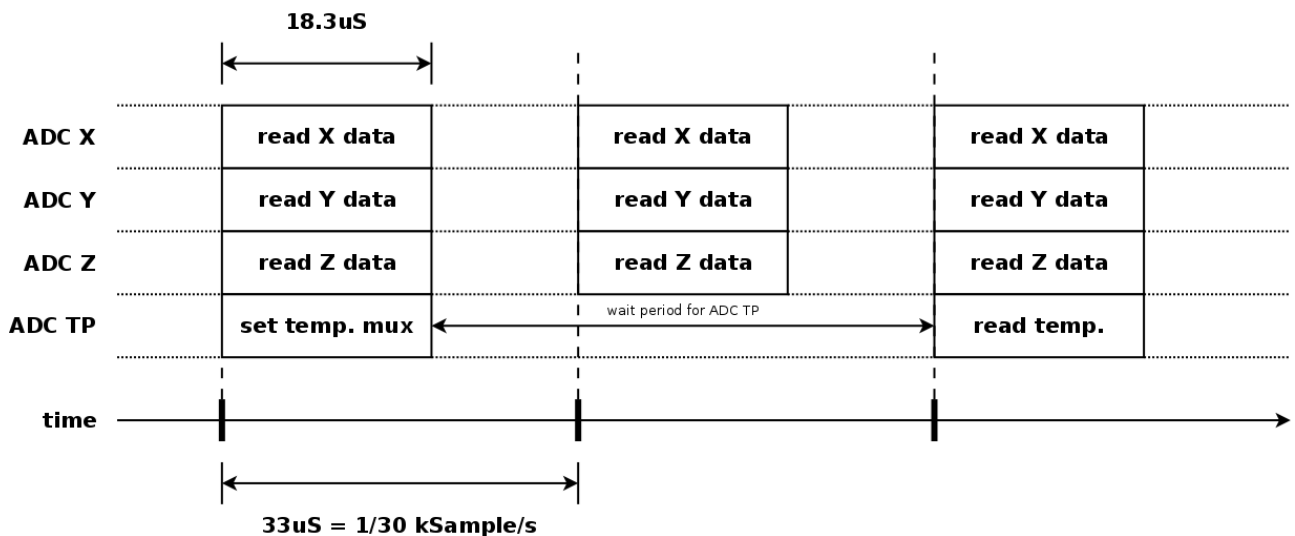 18.3uS
ADC X
read X data
read X data
read X data
ADC Y
read Y data
read Y data
read Y data
ADC Z
read Z data
read Z data
read Z data
ADC TP
set temp. mux
wait period for ADC TP
read temp.
time
33uS = 1/30 kSample/s